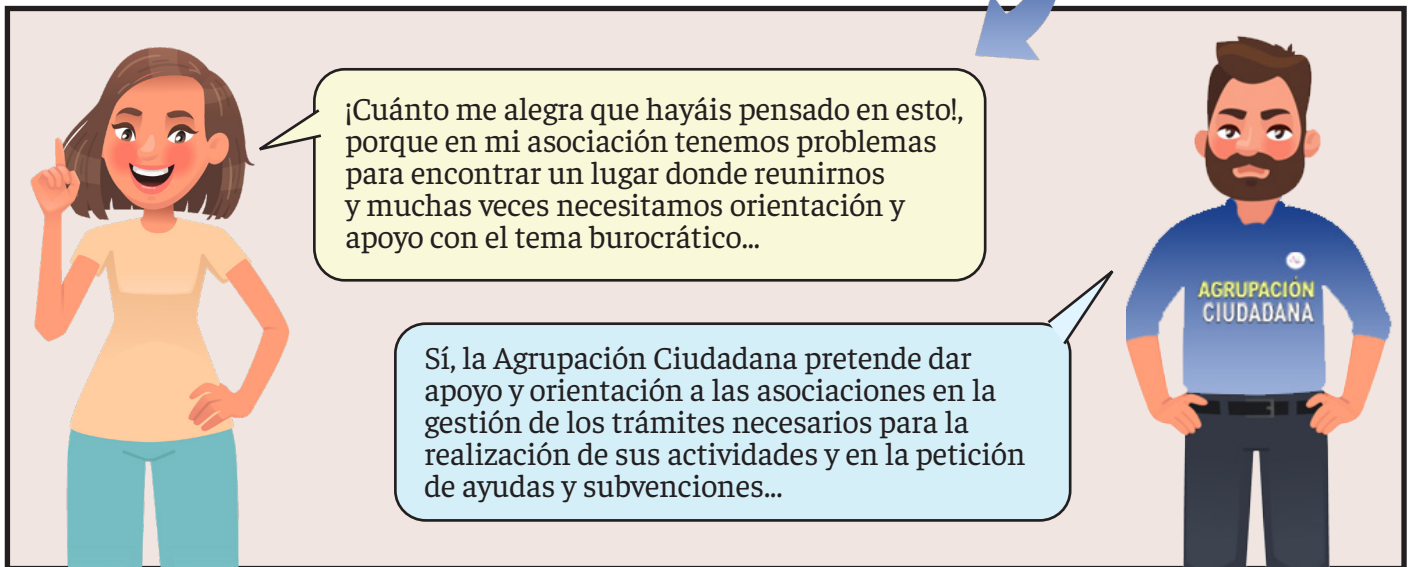 ¡Cuánto me alegra que hayáis pensado en esto!,
porque en mi asociación tenemos problemas
para encontrar un lugar donde reunirnos
y muchas veces necesitamos orientación y
apoyo con el tema burocrático...
AGRUPACIÓN
CIUDADANA
Sí, la Agrupación Ciudadana pretende dar
apoyo y orientación a las asociaciones en la
gestión de los trámites necesarios para la
realización de sus actividades y en la petición
de ayudas y subvenciones...